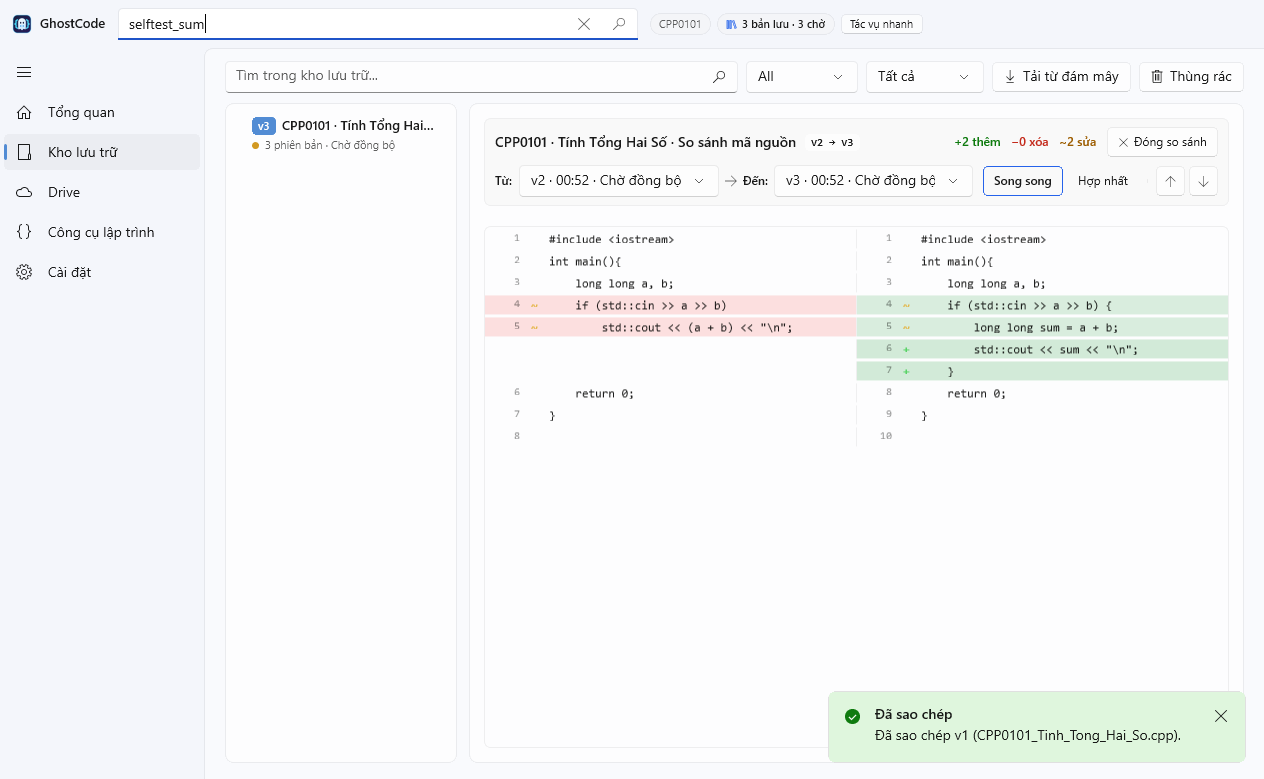 GhostCode
selftest_sum
CPP0101
3 bản lưu · 3 chờ
Tác vụ nhanh
Tổng quan
Kho lưu trữ
Drive
Công cụ lập trình
Cài đặt
Tìm trong kho lưu trữ...
All
Tất cả
Tải từ đám mây
Thùng rác
v3 CPP0101 · Tính Tổng Hai...
3 phiên bản · Chờ đồng bộ
CPP0101 · Tính Tổng Hai Số · So sánh mã nguồn v2 → v3
+2 thêm −0 xóa ~2 sửa
Đóng so sánh
Từ: v2 · 00:52 · Chờ đồng bộ → Đến: v3 · 00:52 · Chờ đồng bộ
Song song
Hợp nhất
1 #include <iostream>
2 int main(){
3 long long a, b;
4 ~ if (std::cin >> a >> b)
5 ~ std::cout << (a + b) << "\n";
6 return 0;
7 }
8
1 #include <iostream>
2 int main(){
3 long long a, b;
4 ~ if (std::cin >> a >> b) {
5 ~ long long sum = a + b;
6 + std::cout << sum << "\n";
7 + }
8 return 0;
9 }
10
Đã sao chép
Đã sao chép v1 (CPP0101_Tinh_Tong_Hai_So.cpp).